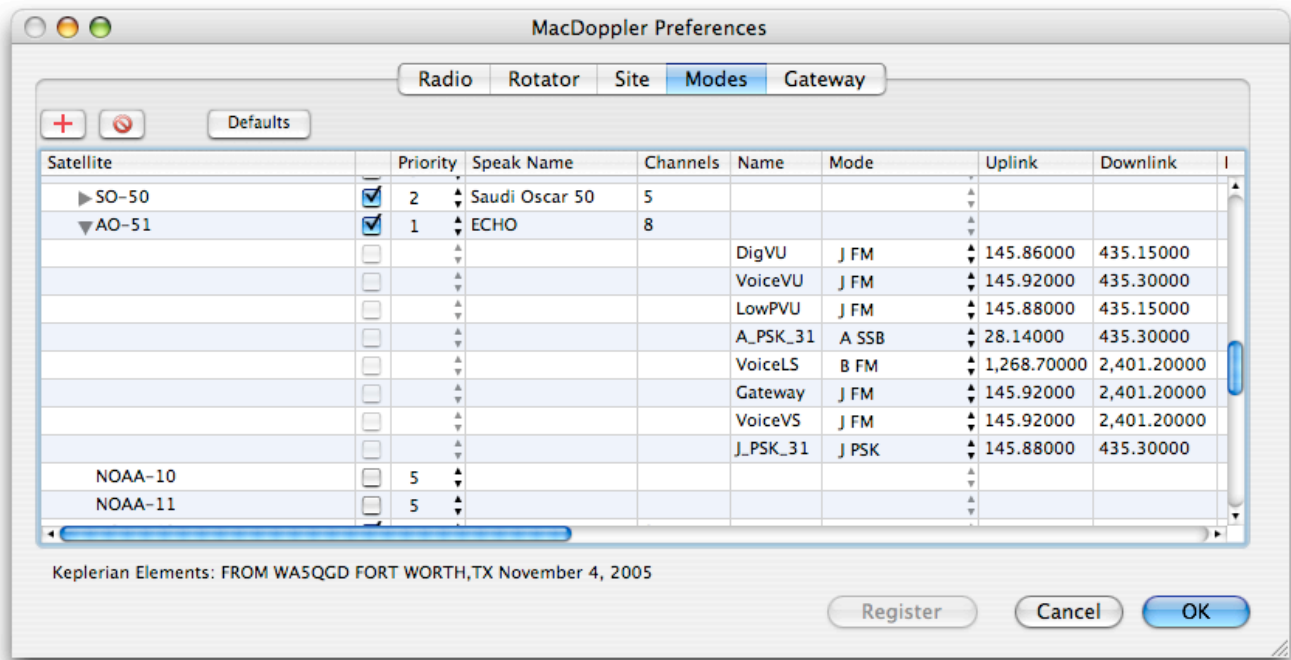 MacDoppler Preferences
Radio Rotator Site Modes Gateway
Defaults
Satellite Priority Speak Name Channels Name Mode Uplink Downlink
SO-50 2 Saudi Oscar 50 5
AO-51 1 ECHO 8
DigVU J FM 145.86000 435.15000
VoiceVU J FM 145.92000 435.30000
LowPVU J FM 145.88000 435.15000
A_PSK_31 A SSB 28.14000 435.30000
VoiceLS B FM 1,268.70000 2,401.20000
Gateway J FM 145.92000 2,401.20000
VoiceVS J FM 145.92000 2,401.20000
J_PSK_31 J PSK 145.88000 435.30000
NOAA-10 5
NOAA-11 5
Keplerian Elements: FROM WA5QGD FORT WORTH,TX November 4, 2005
Register Cancel OK